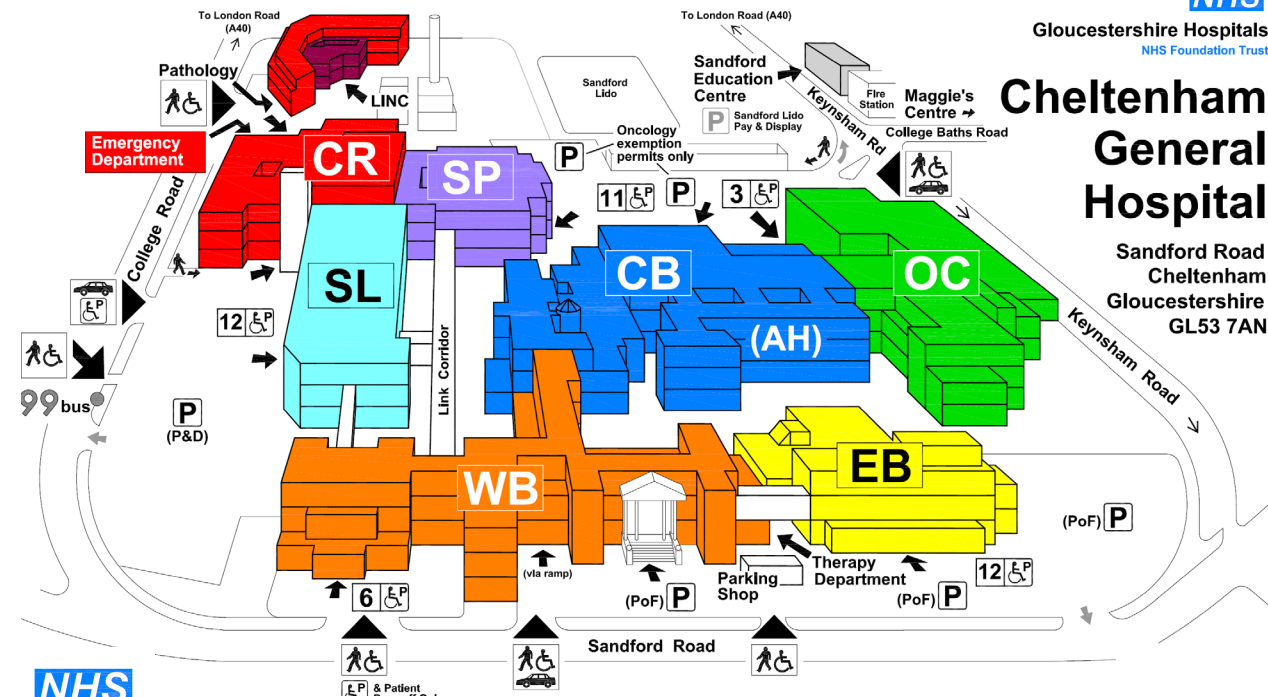 NHS
Gloucestershire Hospitals
NHS Foundation Trust
Cheltenham
General
Hospital
Sandford Road
Cheltenham
Gloucestershire
GL53 7AN
To London Road
(A40)
Pathology
LINC
Emergency
Department
College Road
CR
SP
SL
Link Corridor
12 P
99 bus
P
(P&D)
Sandford
Lido
To London Road (A40)
Sandford
Education
Centre
P Sandford Lido
Pay & Display
Fire
Station
Maggie's
Centre
College Baths Road
Keynsham Rd
Oncology
exemption
permits only
P
P
11 P
3 P
P
CB
(AH)
OC
Keynsham Road
WB
EB
(via ramp)
6 P
(PoF) P
Parking
Shop
Therapy
Department
(PoF) P
12 P
(PoF) P
Sandford Road
P & Patient
NHS